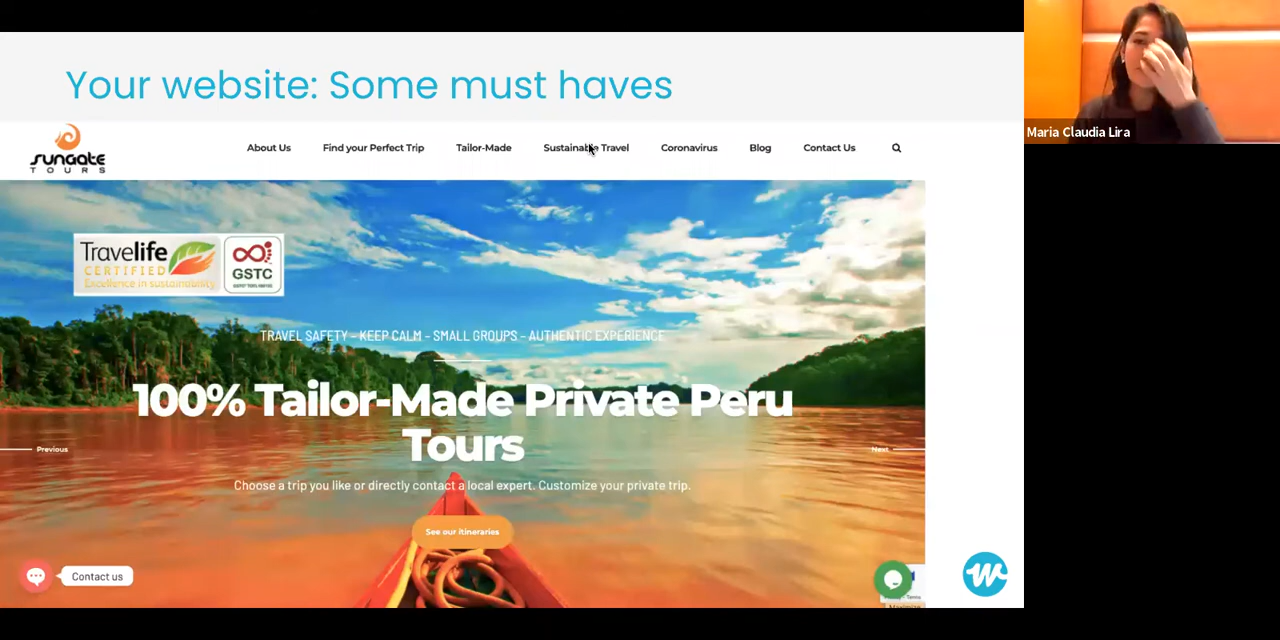 Your website: Some must haves
Maria Claudia Lira
sungate
TOURS
About Us
Find your Perfect Trip
Tailor-Made
Sustainable Travel
Coronavirus
Blog
Contact Us
Travelife
CERTIFIED
Excellence in sustainability
GSTC
TRAVEL SAFETY – KEEP CALM – SMALL GROUPS – AUTHENTIC EXPERIENCE
100% Tailor-Made Private Peru
Tours
Previous
Next
Choose a trip you like or directly contact a local expert. Customize your private trip.
See our itineraries
Contact us